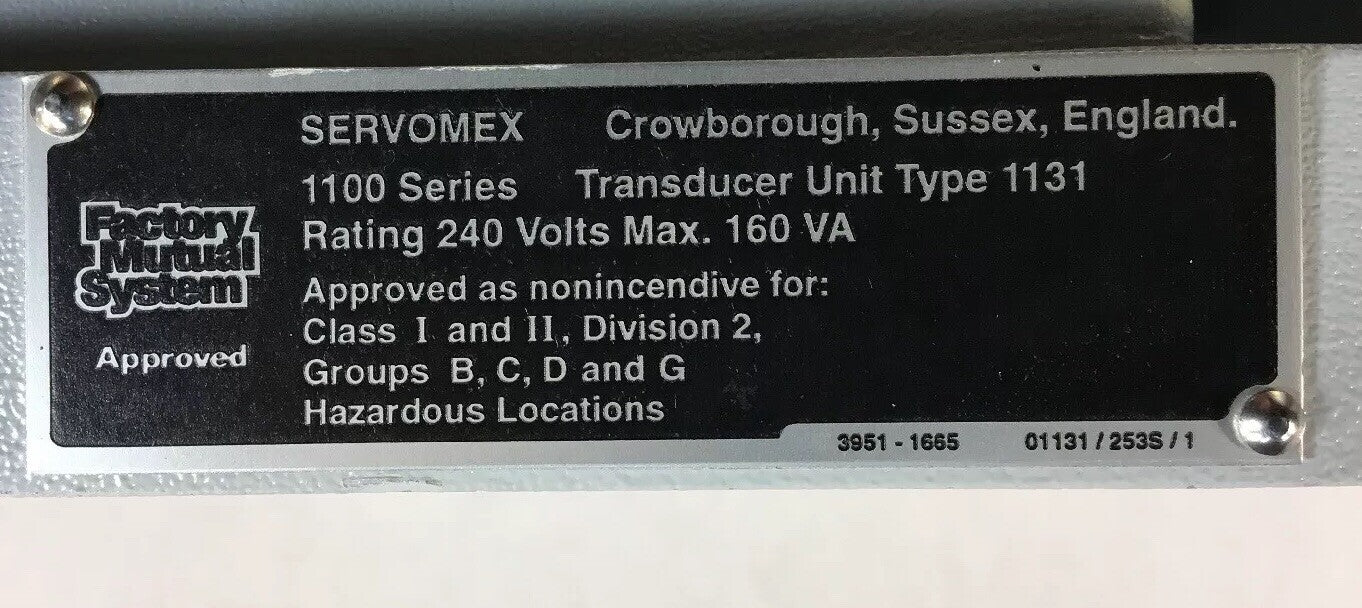 SERVOMEX Crowborough, Sussex, England.
1100 Series Transducer Unit Type 1131
Rating 240 Volts Max. 160 VA
Factory
Mutual
System
Approved
Approved as nonincendive for:
Class I and II, Division 2,
Groups B, C, D and G
Hazardous Locations
3951 - 1665 01131 / 253S / 1